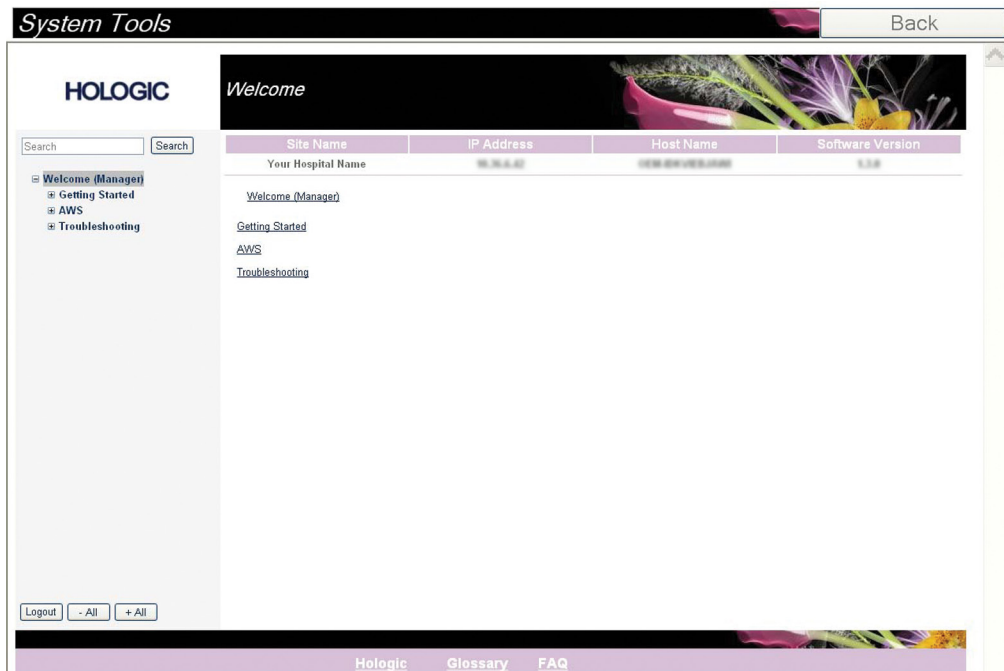 System Tools Back
HOLOGIC
Welcome
Search Search
Welcome (Manager)
Getting Started
AWS
Troubleshooting
Site Name IP Address Host Name Software Version
Your Hospital Name
Welcome (Manager)
Getting Started
AWS
Troubleshooting
Logout - All + All
Hologic Glossary FAQ